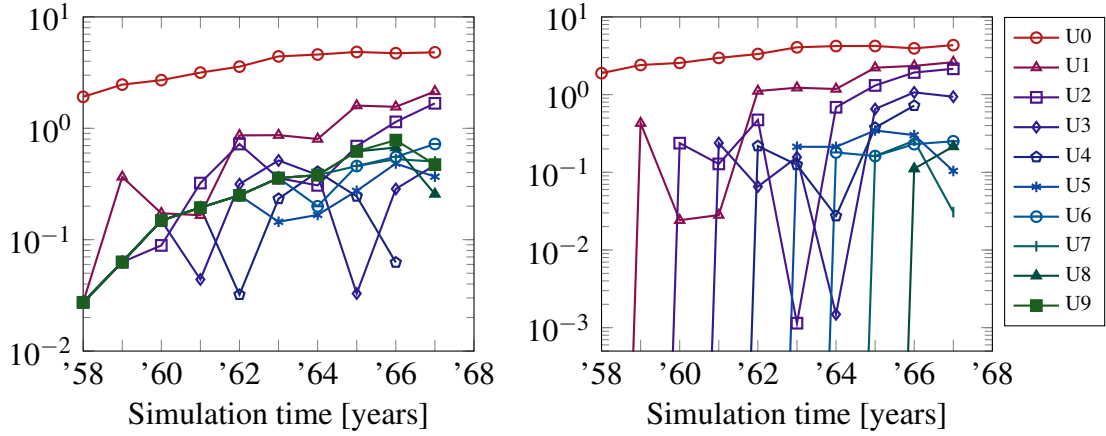 10^1
10^0
10^−1
10^−2
'58 '60 '62 '64 '66 '68
Simulation time [years]
10^1
10^0
10^−1
10^−2
10^−3
'58 '60 '62 '64 '66 '68
Simulation time [years]
U0
U1
U2
U3
U4
U5
U6
U7
U8
U9